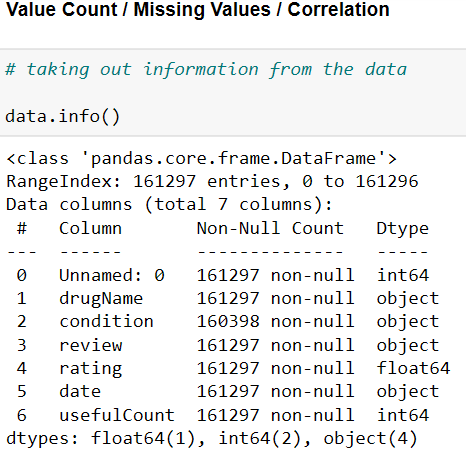 Value Count / Missing Values / Correlation
# taking out information from the data
data.info()
<class 'pandas.core.frame.DataFrame'>
RangeIndex: 161297 entries, 0 to 161296
Data columns (total 7 columns):
 #   Column       Non-Null Count   Dtype
---  ------       --------------   -----
 0   Unnamed: 0   161297 non-null  int64
 1   drugName     161297 non-null  object
 2   condition    160398 non-null  object
 3   review       161297 non-null  object
 4   rating       161297 non-null  float64
 5   date         161297 non-null  object
 6   usefulCount  161297 non-null  int64
dtypes: float64(1), int64(2), object(4)